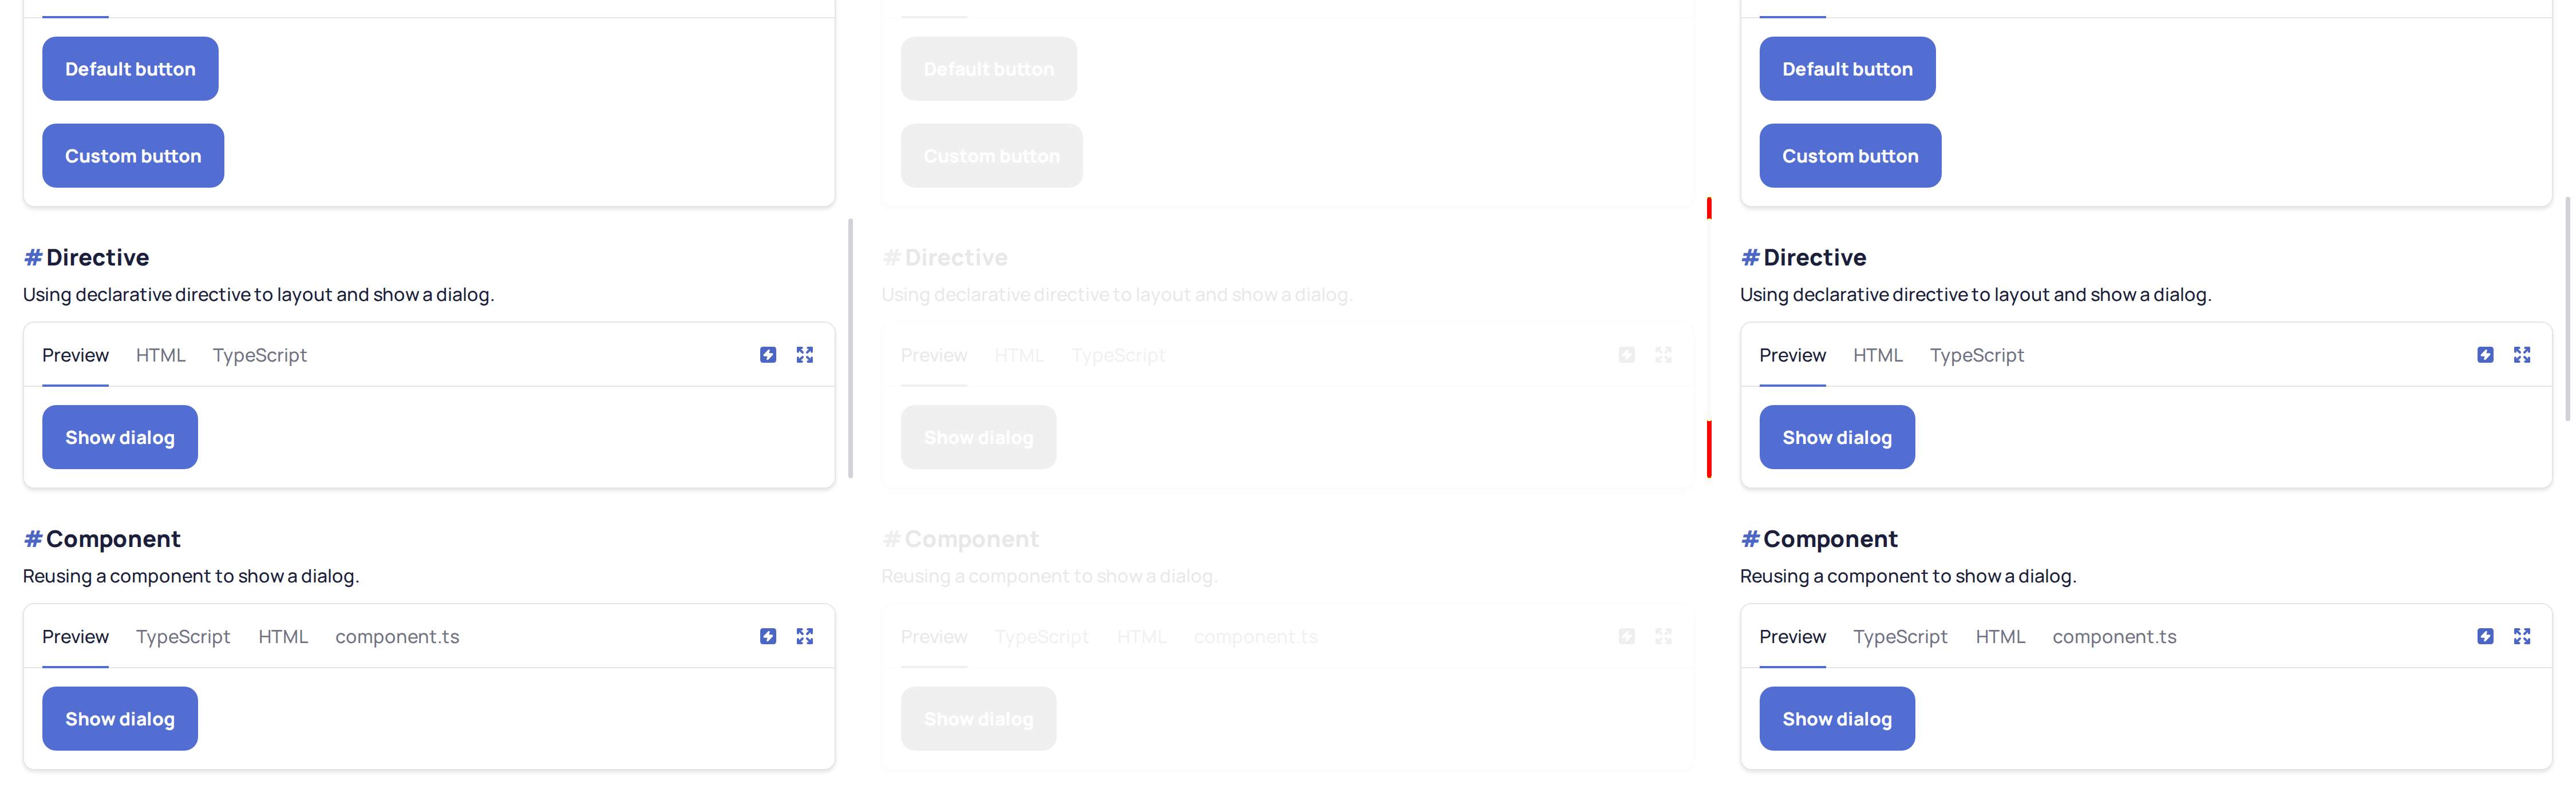 Default button
Custom button
# Directive
Using declarative directive to layout and show a dialog.
Preview HTML TypeScript
Show dialog
# Component
Reusing a component to show a dialog.
Preview TypeScript HTML component.ts
Show dialog
Default button
Custom button
# Directive
Using declarative directive to layout and show a dialog.
Preview HTML TypeScript
Show dialog
# Component
Reusing a component to show a dialog.
Preview TypeScript HTML component.ts
Show dialog
Default button
Custom button
# Directive
Using declarative directive to layout and show a dialog.
Preview HTML TypeScript
Show dialog
# Component
Reusing a component to show a dialog.
Preview TypeScript HTML component.ts
Show dialog